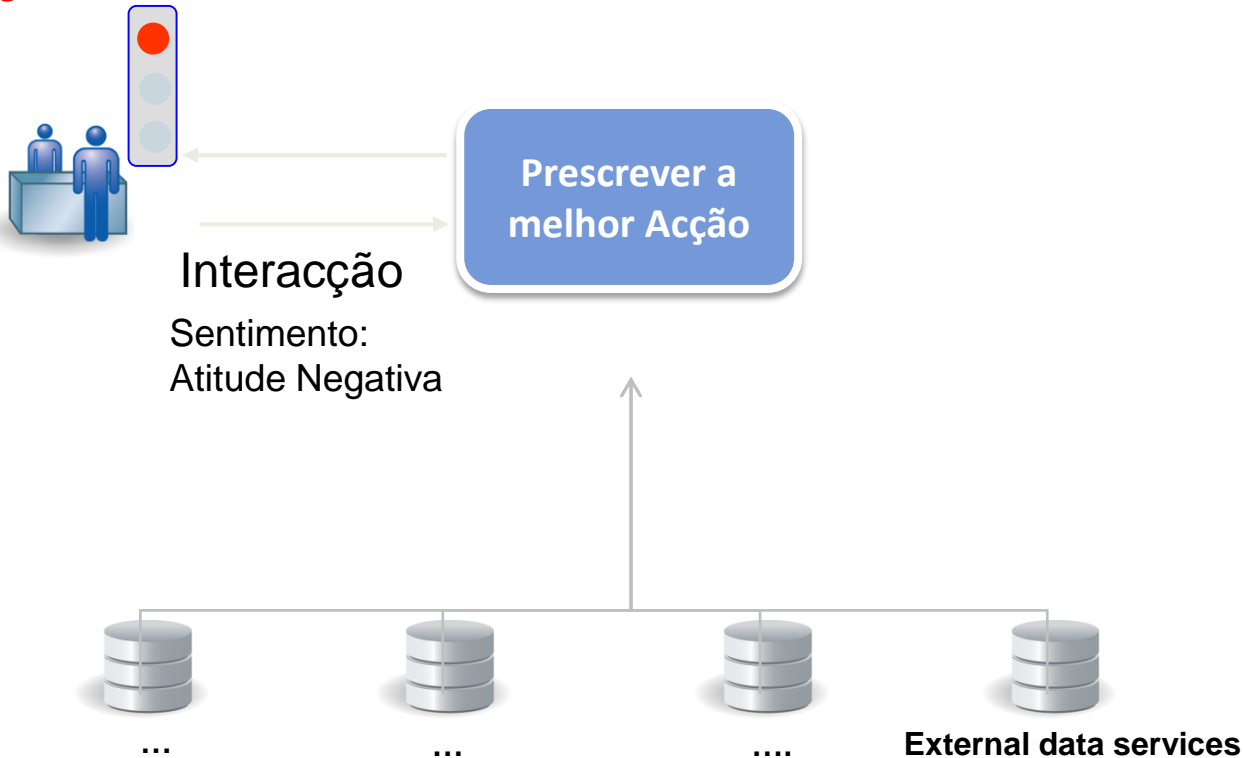 Prescrever a
melhor Acção
Interacção
Sentimento:
Atitude Negativa
...
...
....
External data services